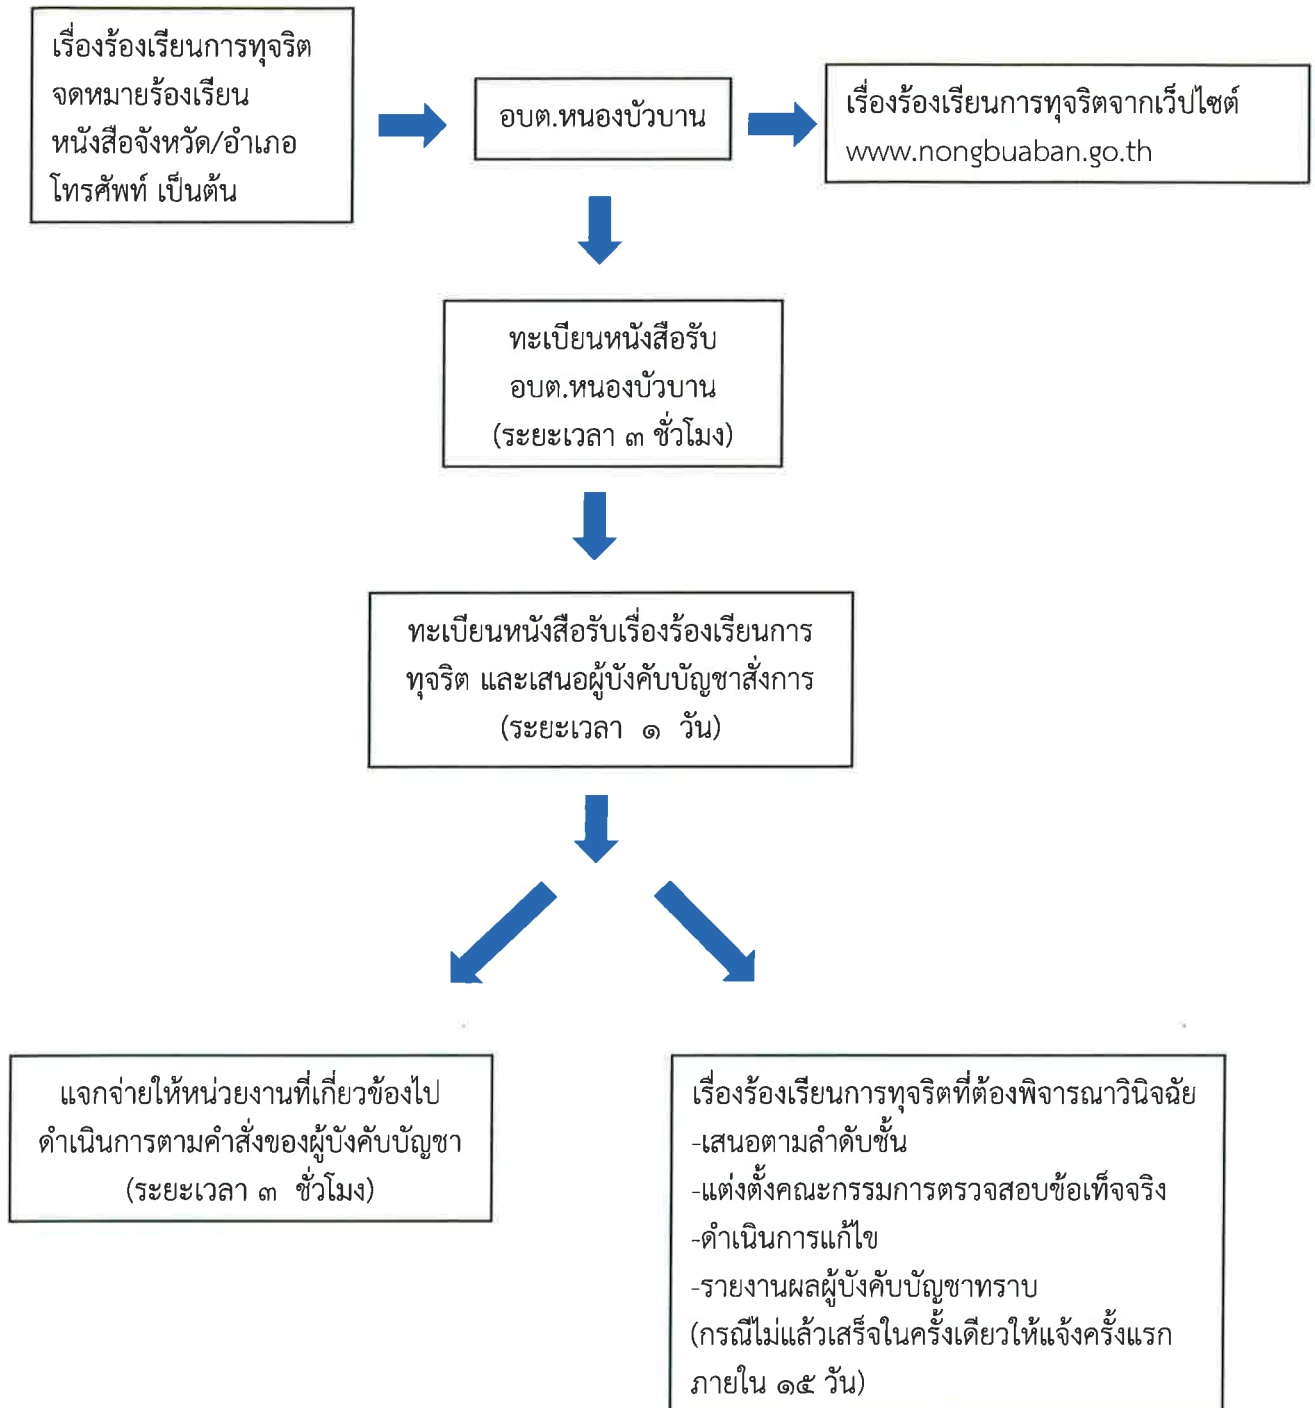 เรื่องร้องเรียนการทุจริต
จดหมายร้องเรียน
หนังสือจังหวัด/อำเภอ
โทรศัพท์ เป็นต้น
อบต.หนองบัวบาน
เรื่องร้องเรียนการทุจริตจากเว็ปไซต์
www.nongbuaban.go.th
ทะเบียนหนังสือรับ
อบต.หนองบัวบาน
(ระยะเวลา ๓ ชั่วโมง)
ทะเบียนหนังสือรับเรื่องร้องเรียนการ
ทุจริต และเสนอผู้บังคับบัญชาสั่งการ
(ระยะเวลา ๑ วัน)
แจกจ่ายให้หน่วยงานที่เกี่ยวข้องไป
ดำเนินการตามคำสั่งของผู้บังคับบัญชา
(ระยะเวลา ๓ ชั่วโมง)
เรื่องร้องเรียนการทุจริตที่ต้องพิจารณาวินิจฉัย
-เสนอตามลำดับชั้น
-แต่งตั้งคณะกรรมการตรวจสอบข้อเท็จจริง
-ดำเนินการแก้ไข
-รายงานผลผู้บังคับบัญชาทราบ
(กรณีไม่แล้วเสร็จในครั้งเดียวให้แจ้งครั้งแรก
ภายใน ๑๕ วัน)